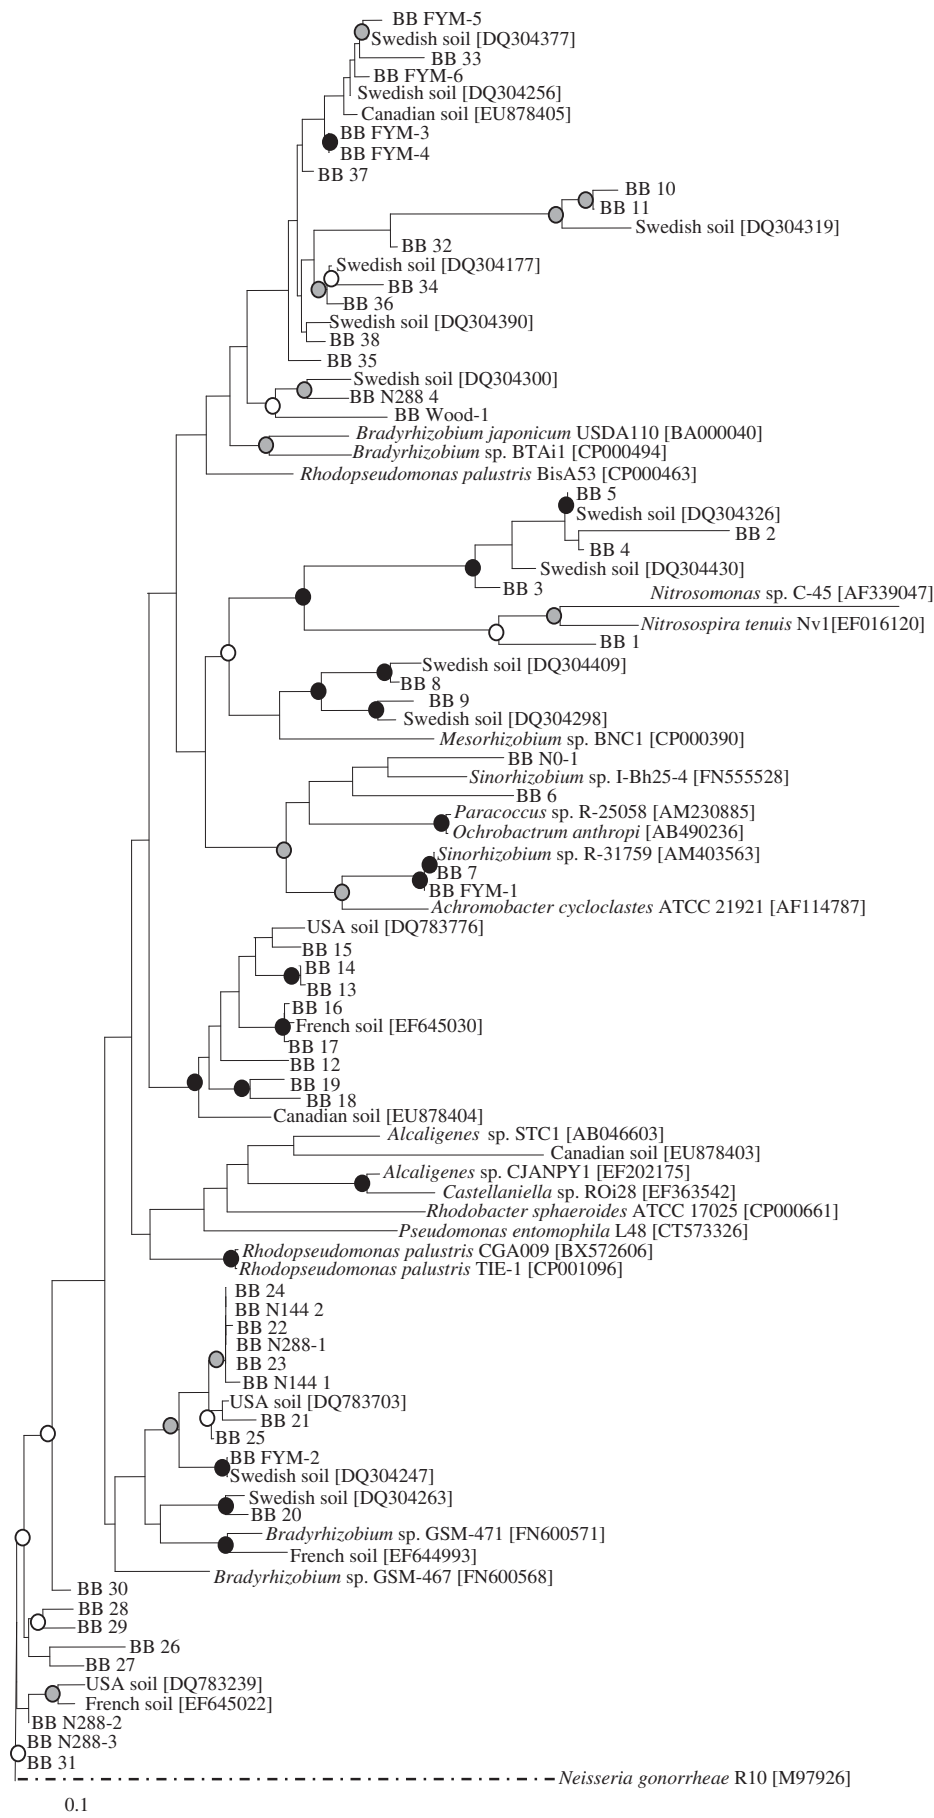 BB FYM-5
Swedish soil [DQ304377]
BB 33
BB FYM-6
Swedish soil [DQ304256]
Canadian soil [EU878405]
BB FYM-3
BB FYM-4
BB 37
BB 10
BB 11
Swedish soil [DQ304319]
BB 32
Swedish soil [DQ304177]
BB 34
BB 36
Swedish soil [DQ304390]
BB 38
BB 35
Swedish soil [DQ304300]
BB N288 4
BB Wood-1
Bradyrhizobium japonicum USDA110 [BA000040]
Bradyrhizobium sp. BTAi1 [CP000494]
Rhodopseudomonas palustris BisA53 [CP000463]
BB 5
Swedish soil [DQ304326]
BB 2
BB 4
Swedish soil [DQ304430]
BB 3
Nitrosomonas sp. C-45 [AF339047]
Nitrosospira tenuis Nv1[EF016120]
BB 1
Swedish soil [DQ304409]
BB 8
BB 9
Swedish soil [DQ304298]
Mesorhizobium sp. BNC1 [CP000390]
BB N0-1
Sinorhizobium sp. I-Bh25-4 [FN555528]
BB 6
Paracoccus sp. R-25058 [AM230885]
Ochrobactrum anthropi [AB490236]
Sinorhizobium sp. R-31759 [AM403563]
BB 7
BB FYM-1
Achromobacter cycloclastes ATCC 21921 [AF114787]
USA soil [DQ783776]
BB 15
BB 14
BB 13
BB 16
French soil [EF645030]
BB 17
BB 12
BB 19
BB 18
Canadian soil [EU878404]
Alcaligenes sp. STC1 [AB046603]
Canadian soil [EU878403]
Alcaligenes sp. CJANPY1 [EF202175]
Castellaniella sp. ROi28 [EF363542]
Rhodobacter sphaeroides ATCC 17025 [CP000661]
Pseudomonas entomophila L48 [CT573326]
Rhodopseudomonas palustris CGA009 [BX572606]
Rhodopseudomonas palustris TIE-1 [CP001096]
BB 24
BB N144 2
BB 22
BB N288-1
BB 23
BB N144 1
USA soil [DQ783703]
BB 21
BB 25
BB FYM-2
Swedish soil [DQ304247]
Swedish soil [DQ304263]
BB 20
Bradyrhizobium sp. GSM-471 [FN600571]
French soil [EF644993]
Bradyrhizobium sp. GSM-467 [FN600568]
BB 30
BB 28
BB 29
BB 26
BB 27
USA soil [DQ783239]
French soil [EF645022]
BB N288-2
BB N288-3
BB 31
Neisseria gonorrheae R10 [M97926]
0.1